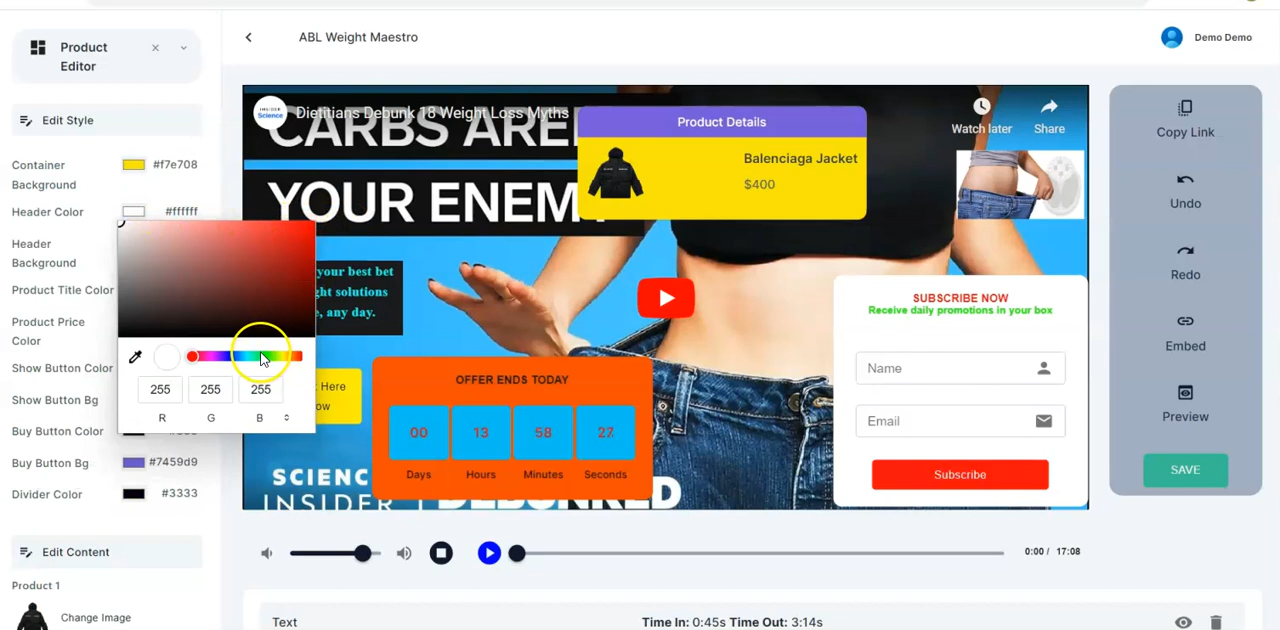 Product
Editor
ABL Weight Maestro
Demo Demo
Edit Style
Container
Background
#f7e708
Header Color
#ffffff
Header
Background
Product Title Color
Product Price
Color
Show Button Color
Show Button Bg
Buy Button Color
Buy Button Bg
#7459d9
Divider Color
#3333
255
255
255
R
G
B
Edit Content
Product 1
Change Image
INSIDER
Science
Dietitians Debunk 18 Weight Loss Myths
CARBS ARE
YOUR ENEMY
Product Details
Balenciaga Jacket
$400
Watch later
Share
your best bet
ght solutions
, any day.
Here
ow
OFFER ENDS TODAY
00
13
58
27
Days
Hours
Minutes
Seconds
SCIENC
INSIDER
DEBUNKED
SUBSCRIBE NOW
Receive daily promotions in your box
Name
Email
Subscribe
Copy Link
Undo
Redo
Embed
Preview
SAVE
0:00 / 17:08
Text
Time In: 0:45s Time Out: 3:14s